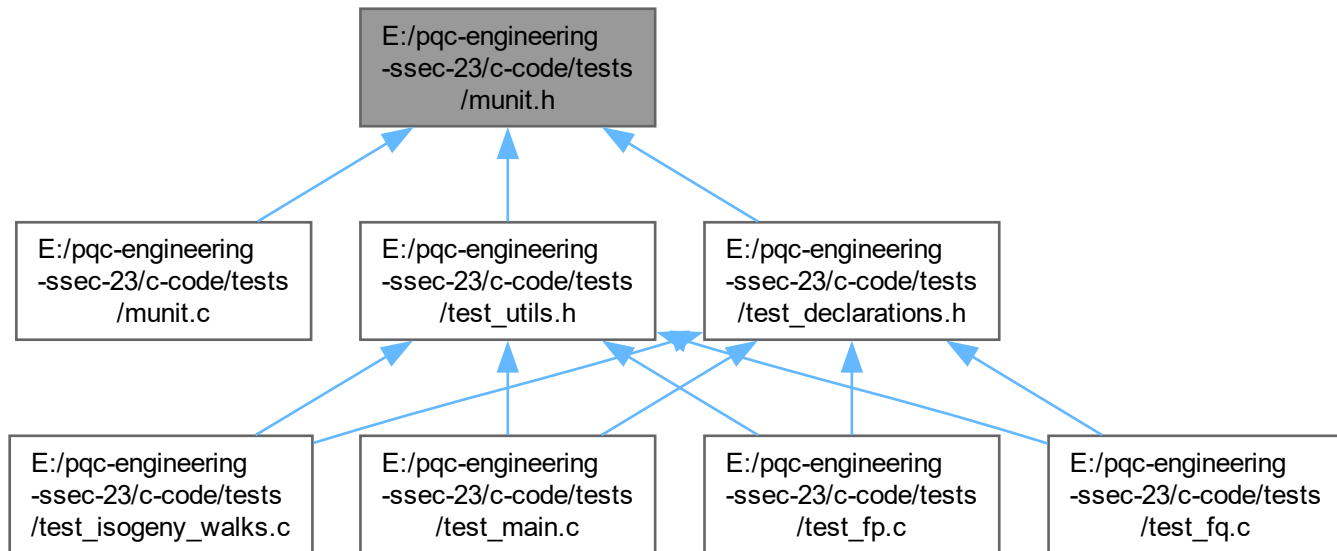 E:/pqc-engineering
-ssec-23/c-code/tests
/munit.h
E:/pqc-engineering
-ssec-23/c-code/tests
/munit.c
E:/pqc-engineering
-ssec-23/c-code/tests
/test_utils.h
E:/pqc-engineering
-ssec-23/c-code/tests
/test_declarations.h
E:/pqc-engineering
-ssec-23/c-code/tests
/test_isogeny_walks.c
E:/pqc-engineering
-ssec-23/c-code/tests
/test_main.c
E:/pqc-engineering
-ssec-23/c-code/tests
/test_fp.c
E:/pqc-engineering
-ssec-23/c-code/tests
/test_fq.c